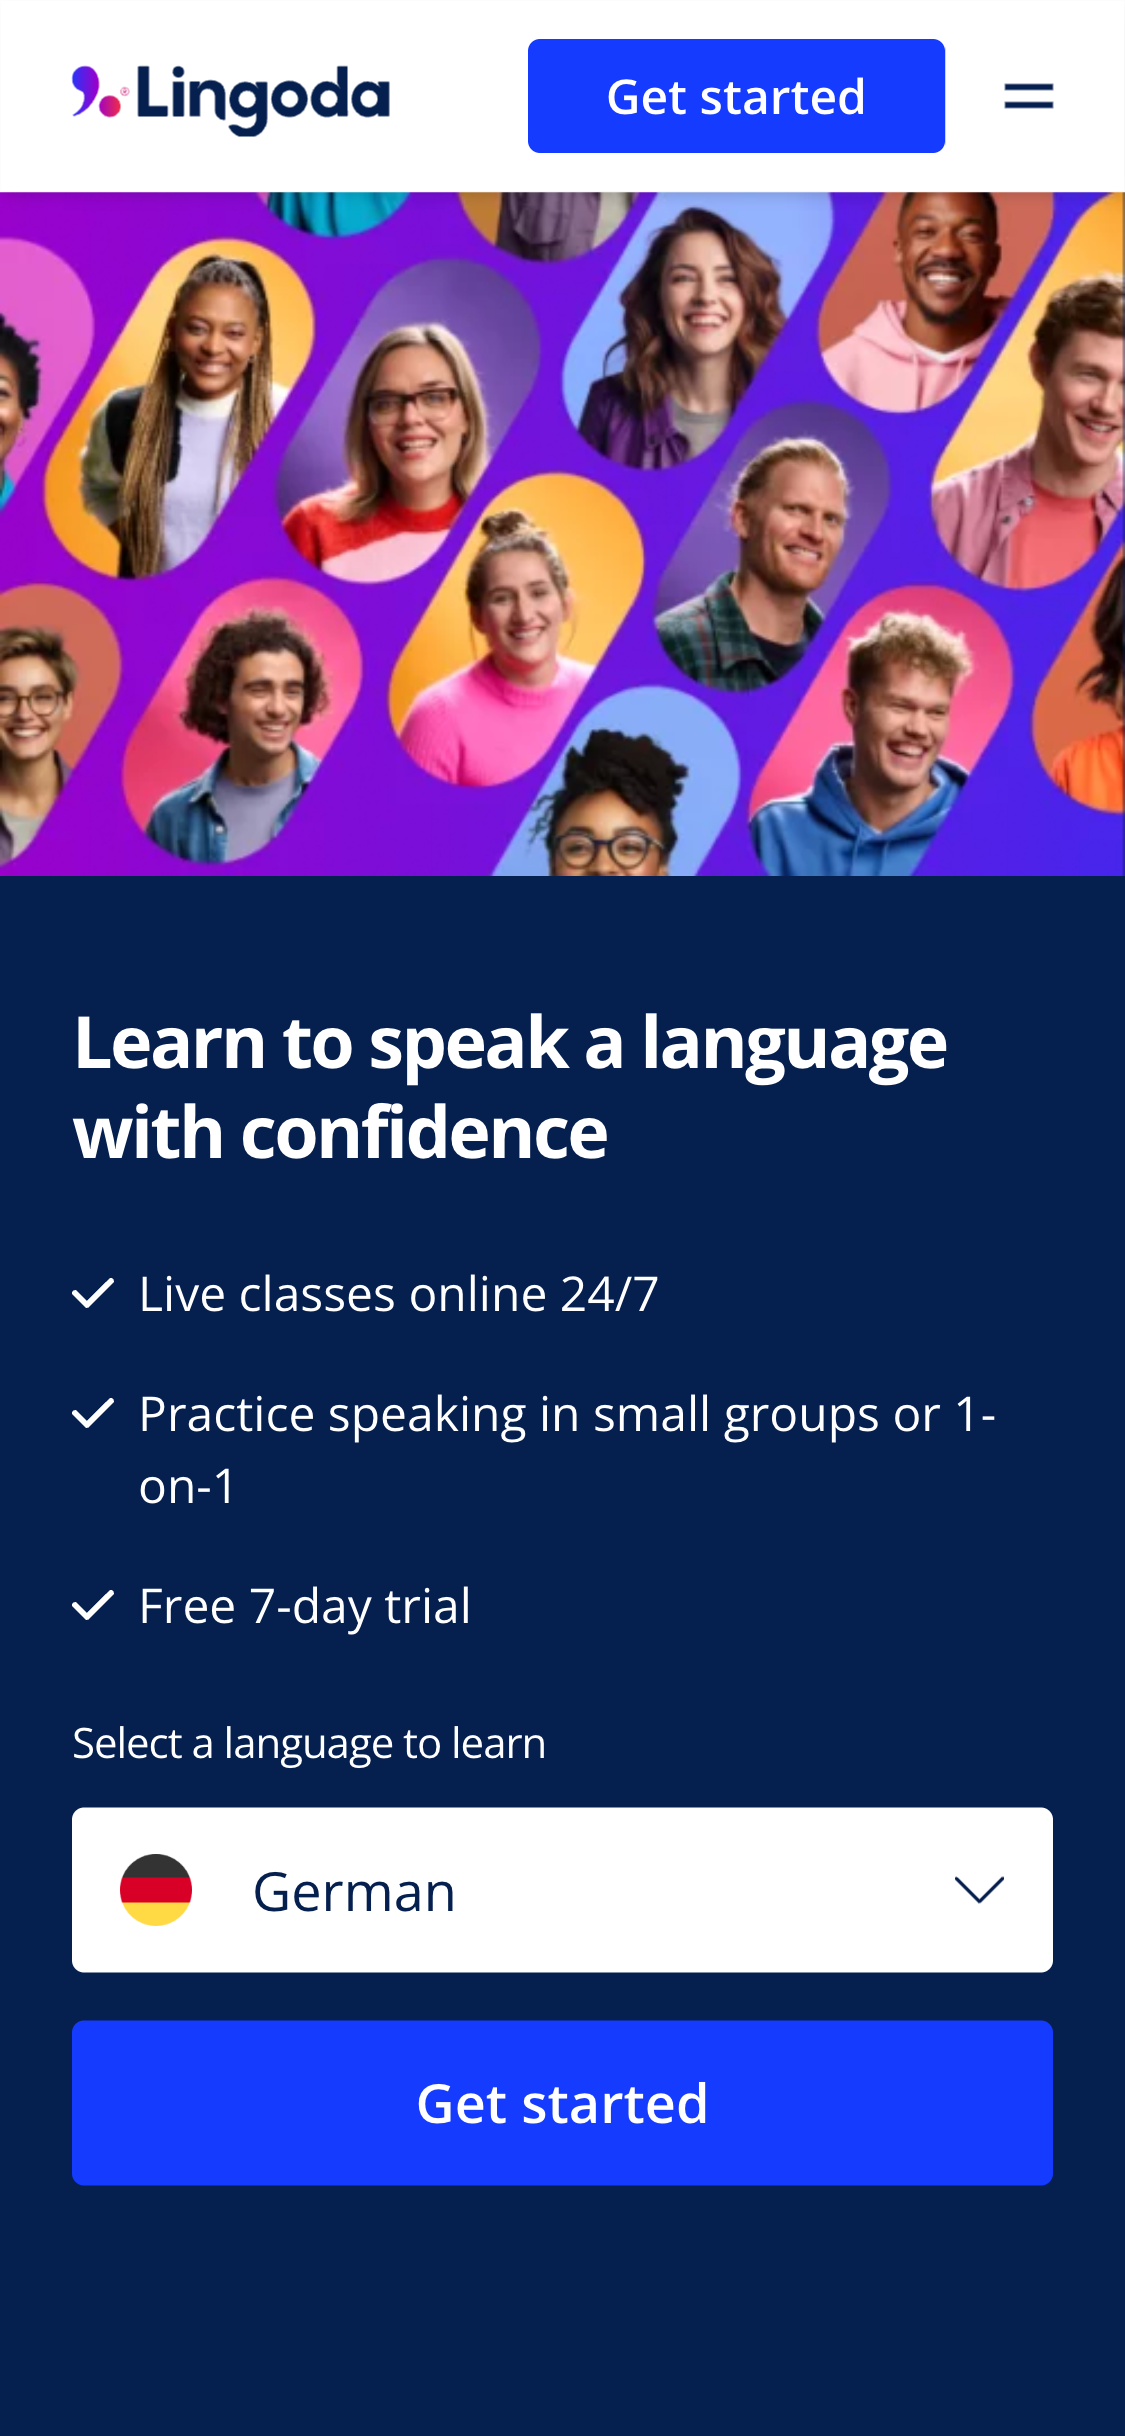 Lingoda
Get started
Learn to speak a language
with confidence
Live classes online 24/7
Practice speaking in small groups or 1-
on-1
Free 7-day trial
Select a language to learn
German
Get started